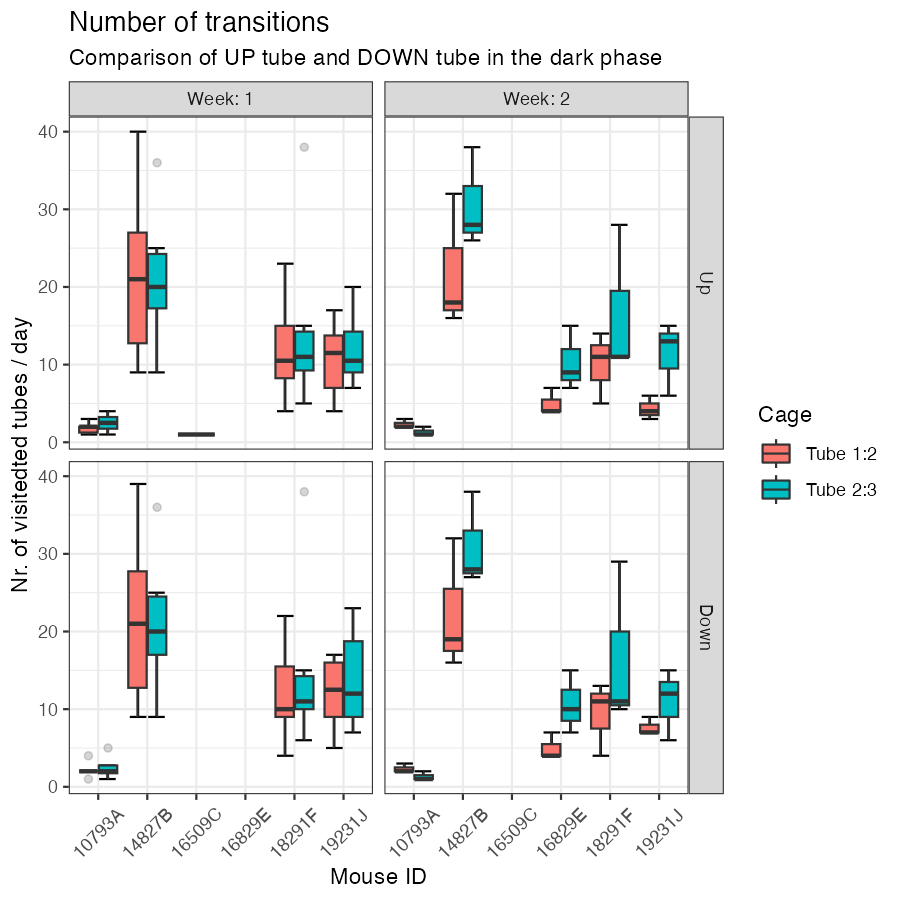 Number of transitions
Comparison of UP tube and DOWN tube in the dark phase
Week: 1
Week: 2
40
30
20
10
0
Up
40
30
20
10
0
Down
Nr. of visitedted tubes / day
10793A
14827B
16509C
16829E
18291F
19231J
10793A
14827B
16509C
16829E
18291F
19231J
Mouse ID
Cage
Tube 1:2
Tube 2:3